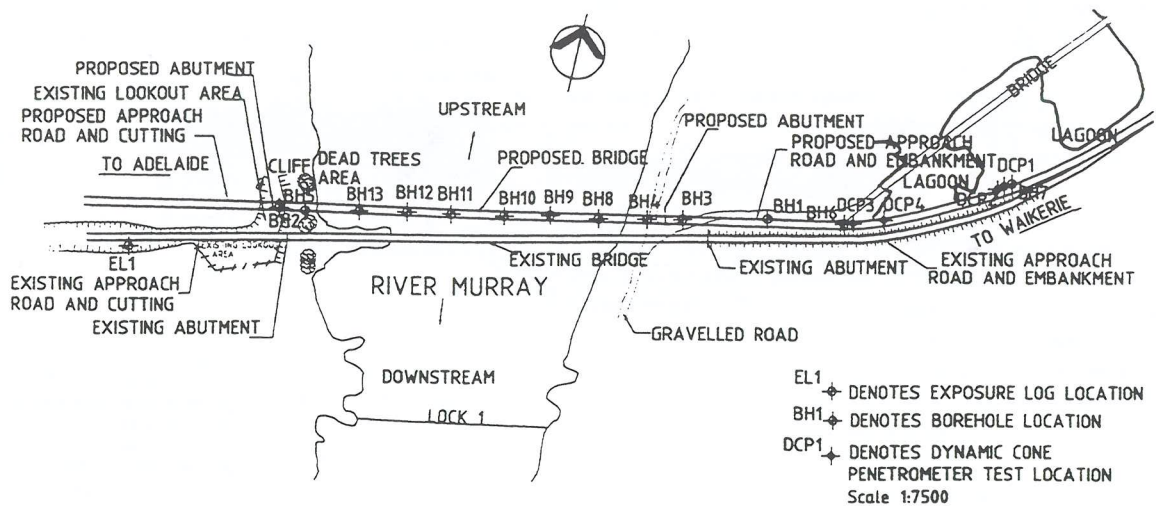 PROPOSED ABUTMENT
EXISTING LOOKOUT AREA
PROPOSED APPROACH
ROAD AND CUTTING
TO ADELAIDE
CLIFF
DEAD TREES
AREA
UPSTREAM
PROPOSED BRIDGE
PROPOSED ABUTMENT
PROPOSED APPROACH
ROAD AND EMBANKMENT
BRIDGE
LAGOON
LAGOON
BH5
BH2
BH13
BH12
BH11
BH10
BH9
BH8
BH4
BH3
BH1
BH6
DCP3
DCP4
DCP2
DCP1
BH7
TO WAIKERIE
EL1
EXISTING LOOKOUT
AREA
EXISTING APPROACH
ROAD AND CUTTING
EXISTING ABUTMENT
EXISTING BRIDGE
RIVER MURRAY
EXISTING ABUTMENT
EXISTING APPROACH
ROAD AND EMBANKMENT
GRAVELLED ROAD
DOWNSTREAM
LOCK 1
EL1 DENOTES EXPOSURE LOG LOCATION
BH1 DENOTES BOREHOLE LOCATION
DCP1 DENOTES DYNAMIC CONE
PENETROMETER TEST LOCATION
Scale 1:7500